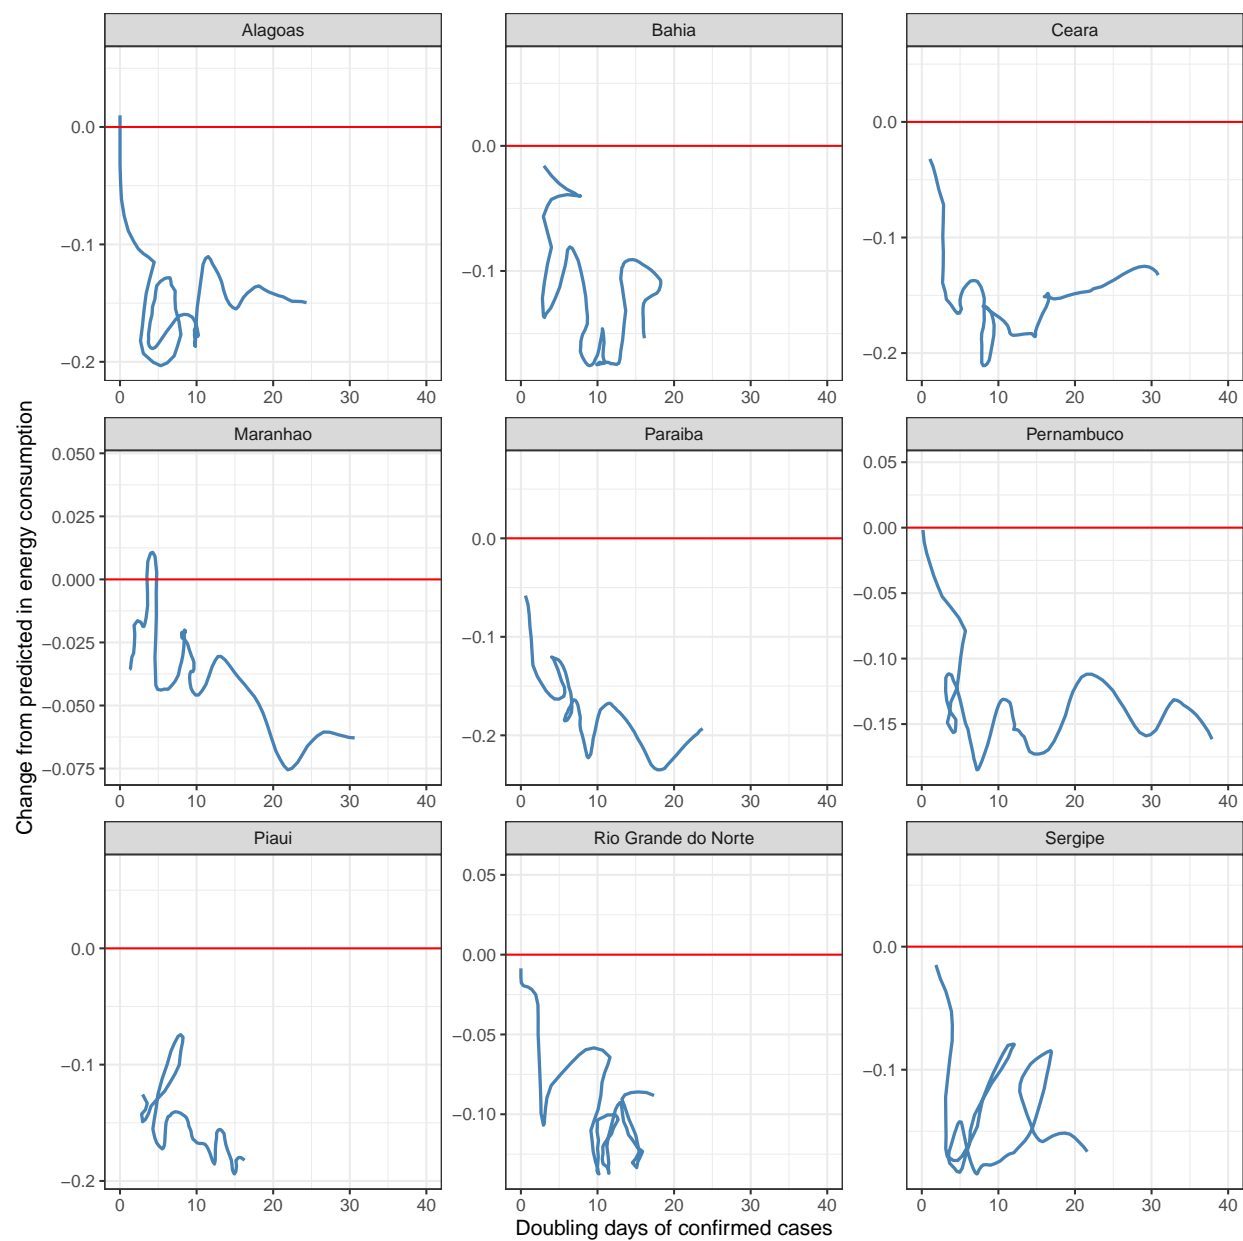 Alagoas
Bahia
Ceara
0.0
−0.1
−0.2
0 10 20 30 40
0.0
−0.1
0 10 20 30 40
0.0
−0.1
−0.2
0 10 20 30 40
Maranhao
Paraiba
Pernambuco
0.050
0.025
0.000
−0.025
−0.050
−0.075
0 10 20 30 40
0.0
−0.1
−0.2
0 10 20 30 40
0.05
0.00
−0.05
−0.10
−0.15
0 10 20 30 40
Piaui
Rio Grande do Norte
Sergipe
0.0
−0.1
−0.2
0 10 20 30 40
0.05
0.00
−0.05
−0.10
0 10 20 30 40
0.0
−0.1
0 10 20 30 40
Change from predicted in energy consumption
Doubling days of confirmed cases